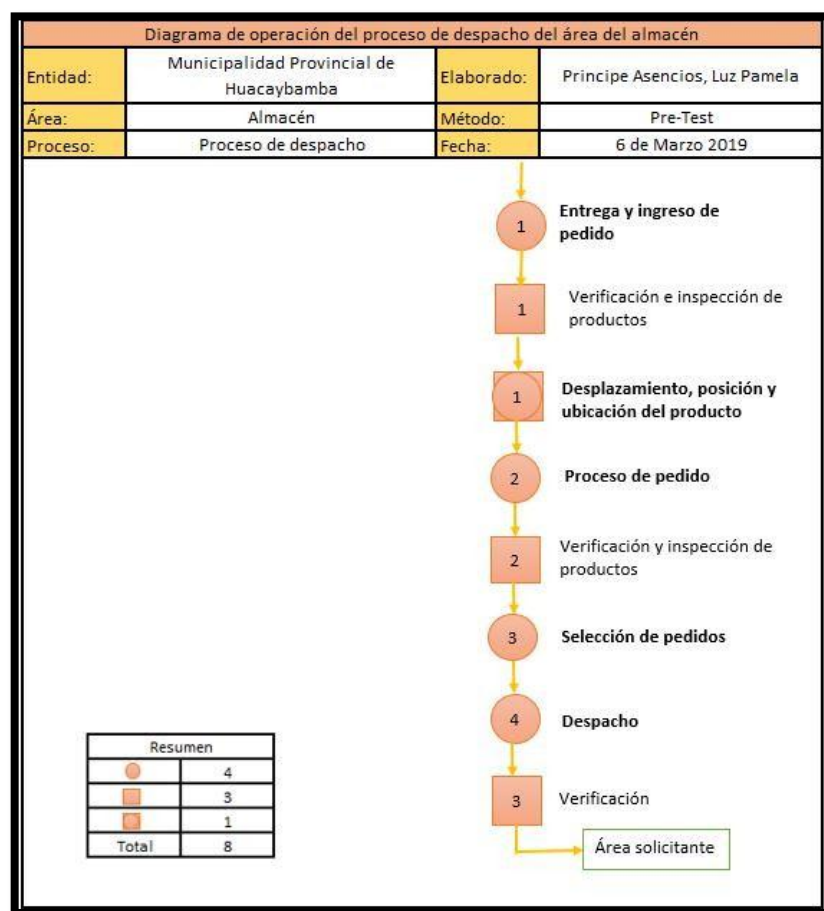 Diagrama de operación del proceso de despacho del área del almacén
Entidad:
Municipalidad Provincial de
Huacaybamba
Elaborado:
Principe Asencios, Luz Pamela
Área:
Almacén
Método:
Pre-Test
Proceso:
Proceso de despacho
Fecha:
6 de Marzo 2019
1
Entrega y ingreso de
pedido
1
Verificación e inspección de
productos
1
Desplazamiento, posición y
ubicación del producto
2
Proceso de pedido
2
Verificación y inspección de
productos
3
Selección de pedidos
4
Despacho
3
Verificación
Área solicitante
Resumen
4
3
1
Total
8